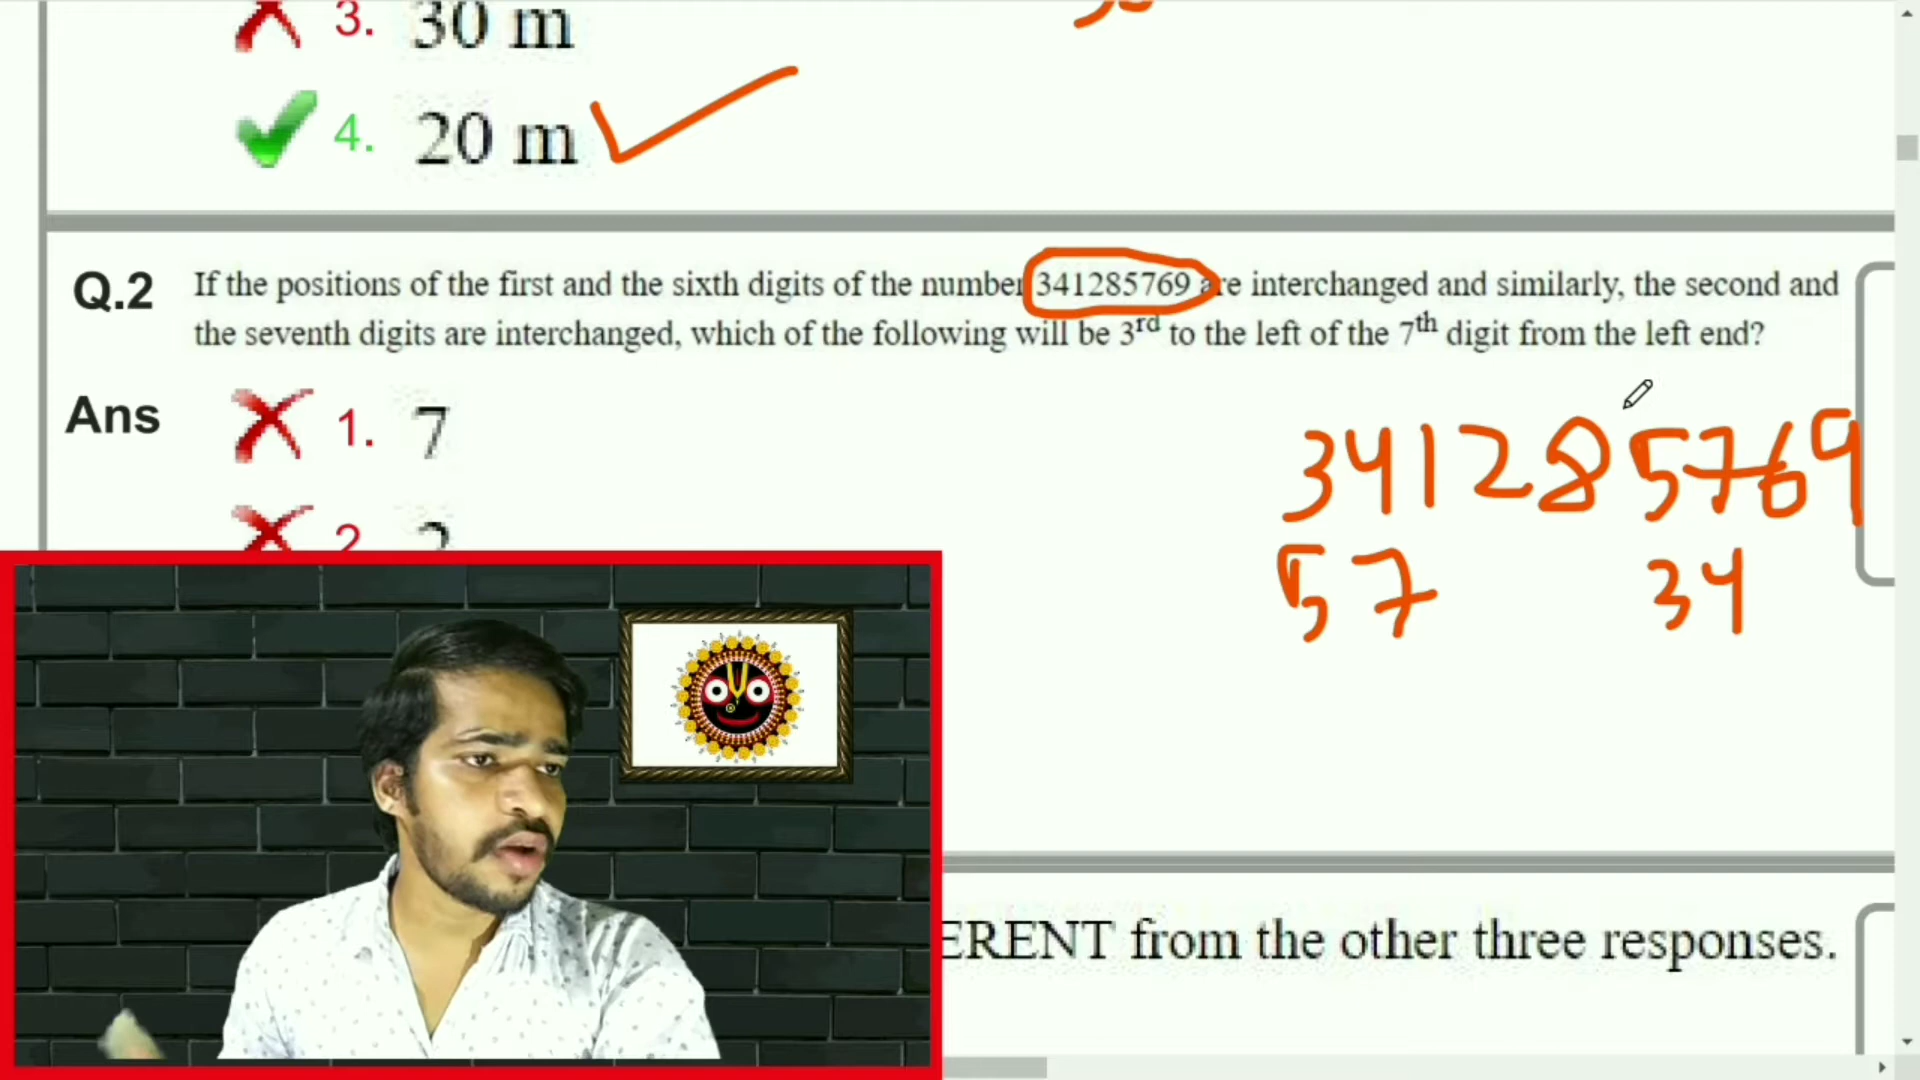 3. 30 m
4. 20 m
Q.2 If the positions of the first and the sixth digits of the number 341285769 are interchanged and similarly, the second and
the seventh digits are interchanged, which of the following will be 3rd to the left of the 7th digit from the left end?
Ans 1. 7
341285769
2
57 34
ERENT from the other three responses.